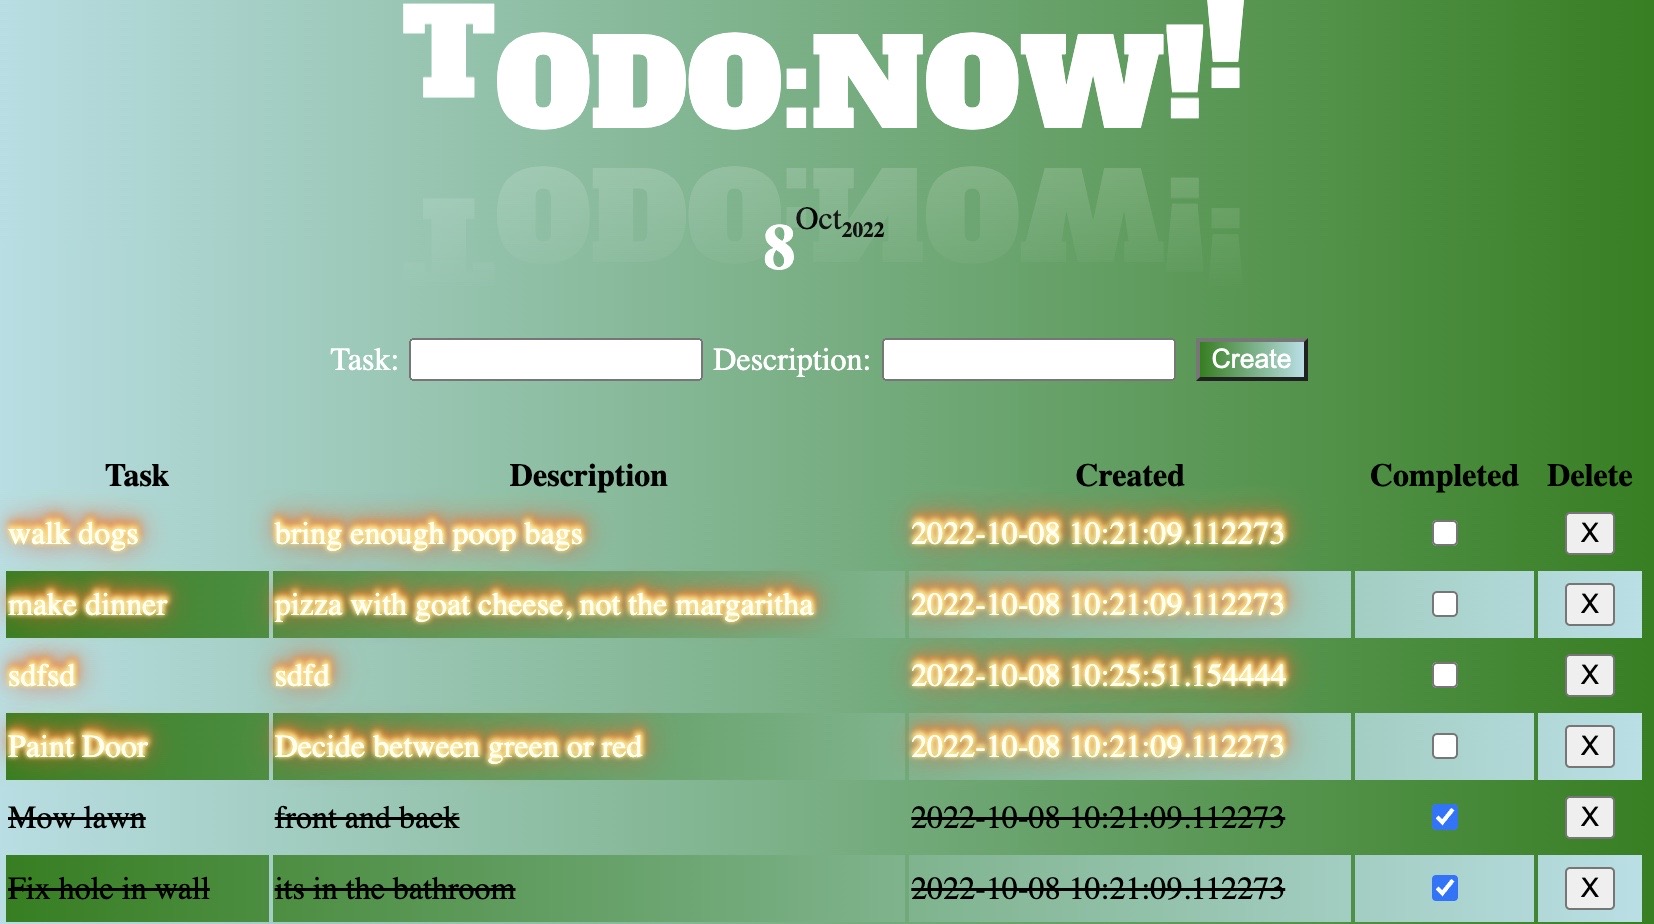 TODO:NOW!!
8 Oct 2022
Task: Description: Create
Task Description Created Completed Delete
walk dogs bring enough poop bags 2022-10-08 10:21:09.112273 X
make dinner pizza with goat cheese, not the margaritha 2022-10-08 10:21:09.112273 X
sdfsd sdfd 2022-10-08 10:25:51.154444 X
Paint Door Decide between green or red 2022-10-08 10:21:09.112273 X
Mow lawn front and back 2022-10-08 10:21:09.112273 X
Fix hole in wall its in the bathroom 2022-10-08 10:21:09.112273 X